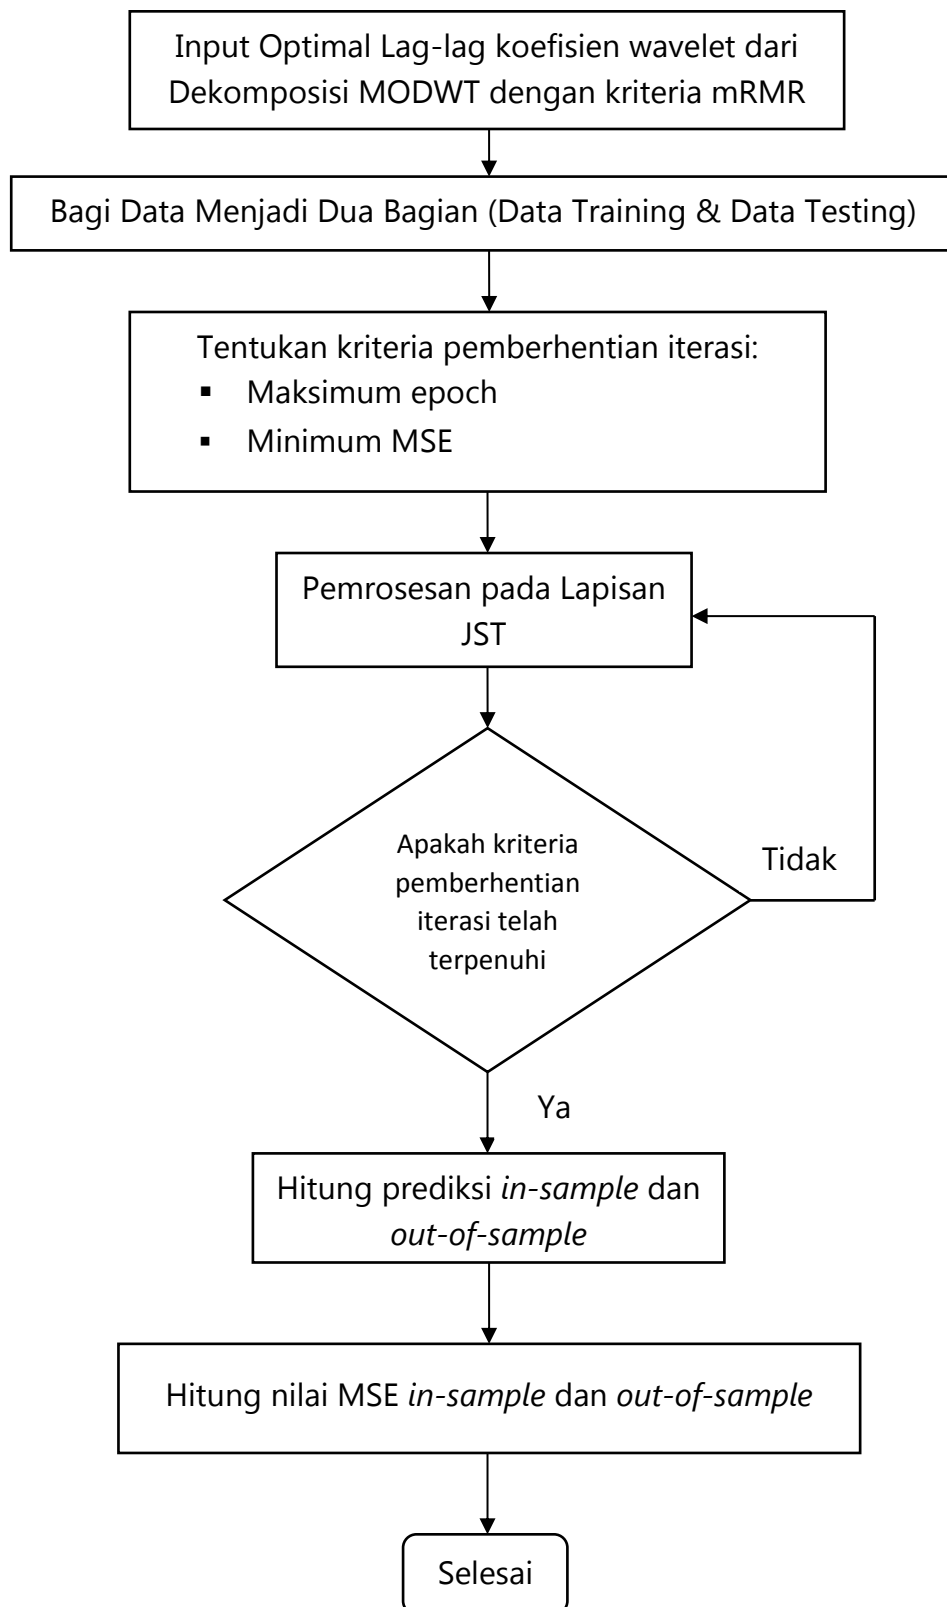 Input Optimal Lag-lag koefisien wavelet dari
Dekomposisi MODWT dengan kriteria mRMR
Bagi Data Menjadi Dua Bagian (Data Training & Data Testing)
Tentukan kriteria pemberhentian iterasi:
▪ Maksimum epoch
▪ Minimum MSE
Pemrosesan pada Lapisan
JST
Apakah kriteria
pemberhentian
iterasi telah
terpenuhi
Tidak
Ya
Hitung prediksi in-sample dan
out-of-sample
Hitung nilai MSE in-sample dan out-of-sample
Selesai